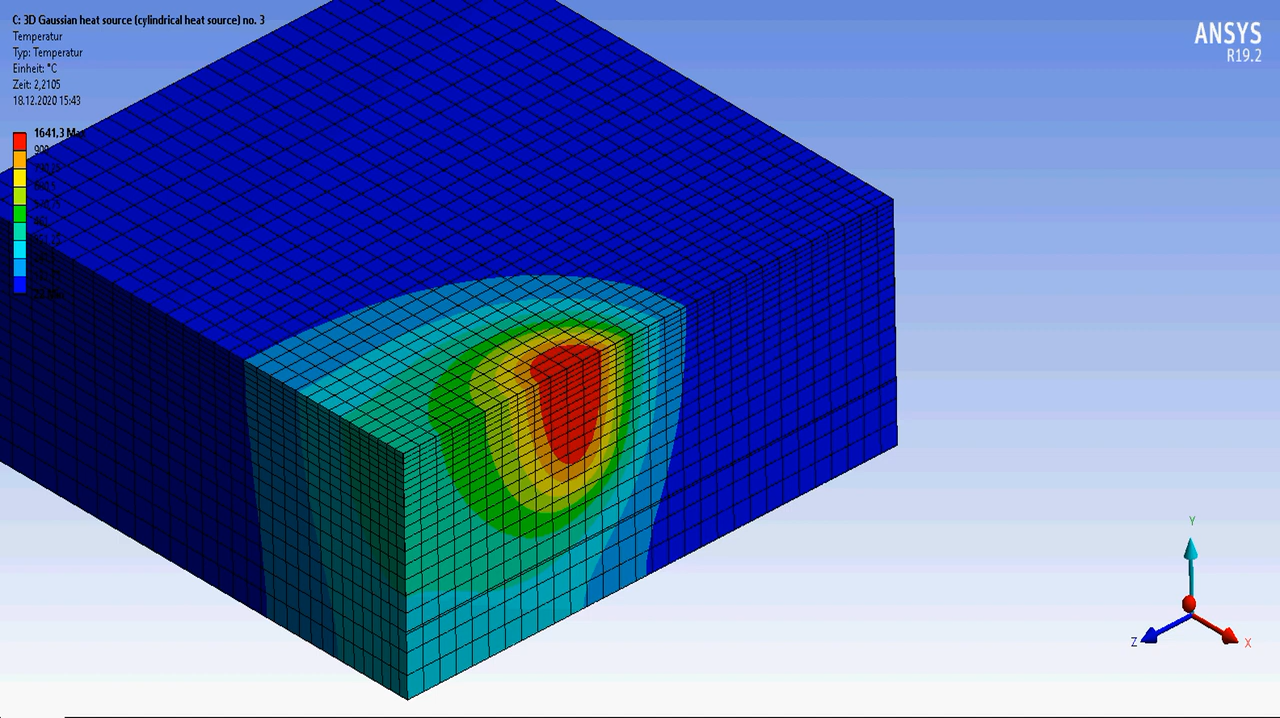 C: 3D Gaussian heat source (cylindrical heat source) no. 3
Temperatur
Typ: Temperatur
Einheit: °C
Zeit: 2,2105
18.12.2020 15:43
1641,3 Max
ANSYS
R19.2
Y
Z
X